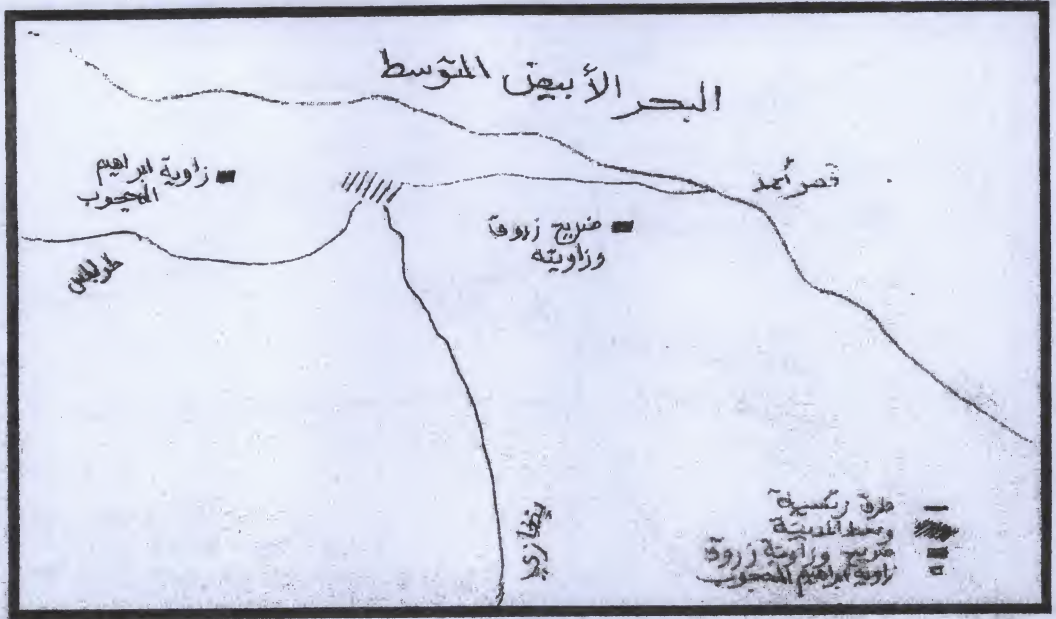 البحر الأبيض المتوسط
قصر أحمد
زاوية ابراهيم
المحجوب
ضريح زروق
وزاويته
طرابلس
بنغازي
طرق رئيسية
وسط المدينة
ضريح وزاوية زروق
زاوية ابراهيم المحجوب